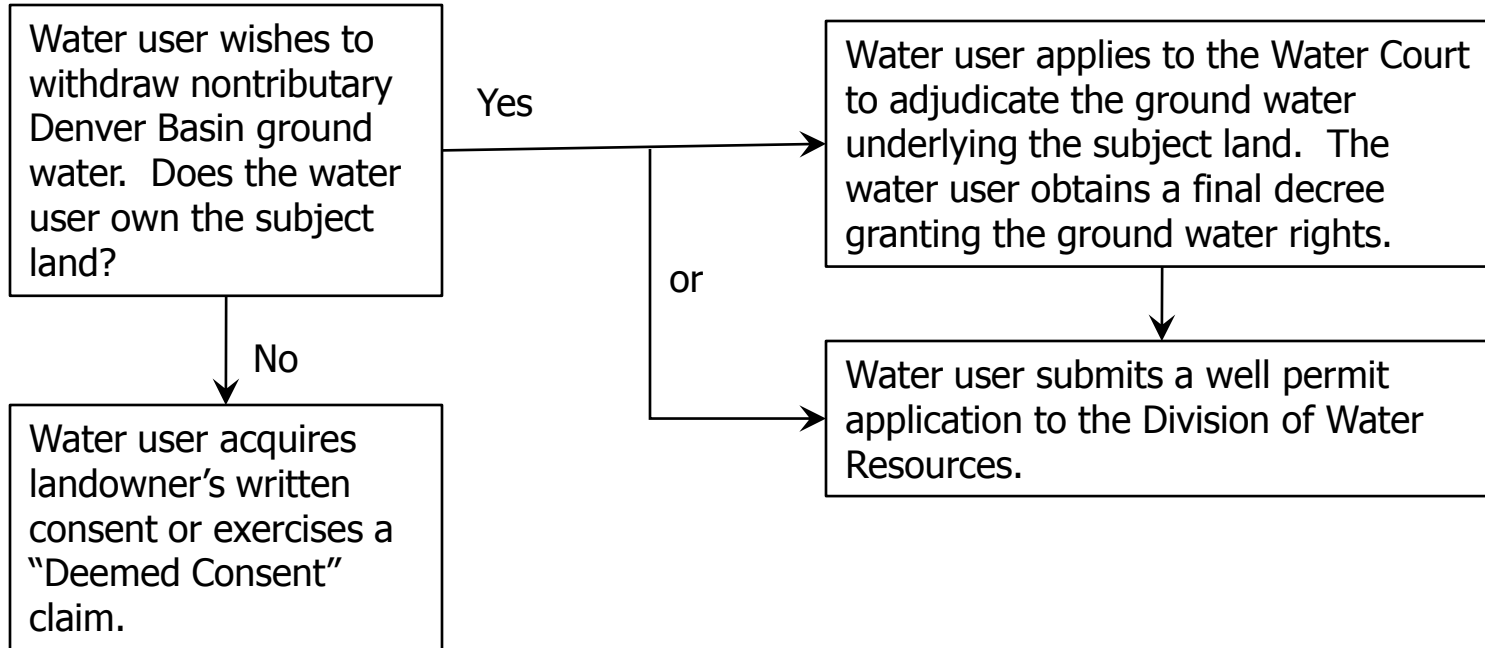 Water user wishes to
withdraw nontributary
Denver Basin ground
water.  Does the water
user own the subject
land?
Yes
Water user applies to the Water Court
to adjudicate the ground water
underlying the subject land.  The
water user obtains a final decree
granting the ground water rights.
or
No
Water user submits a well permit
application to the Division of Water
Resources.
Water user acquires
landowner’s written
consent or exercises a
“Deemed Consent”
claim.